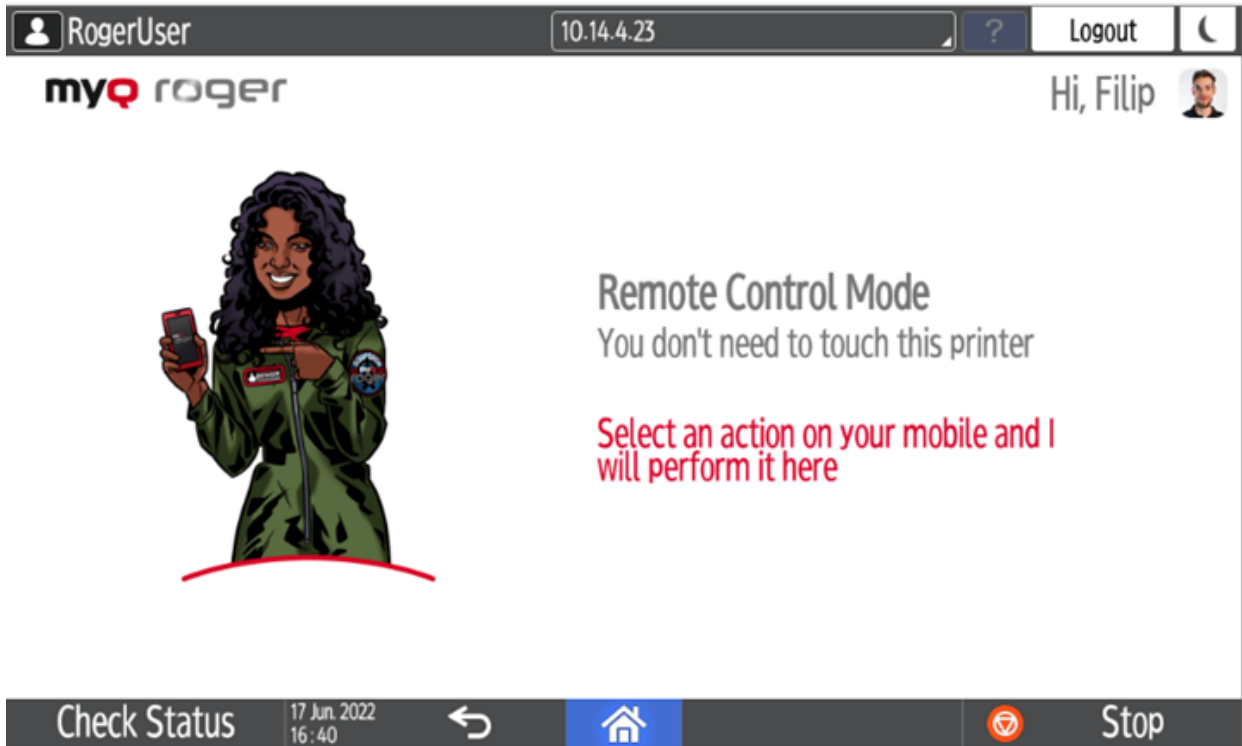 RogerUser
10.14.4.23
?
Logout
myQ roger
Hi, Filip
Remote Control Mode
You don't need to touch this printer
Select an action on your mobile and I
will perform it here
Check Status
17 Jun. 2022
16:40
Stop